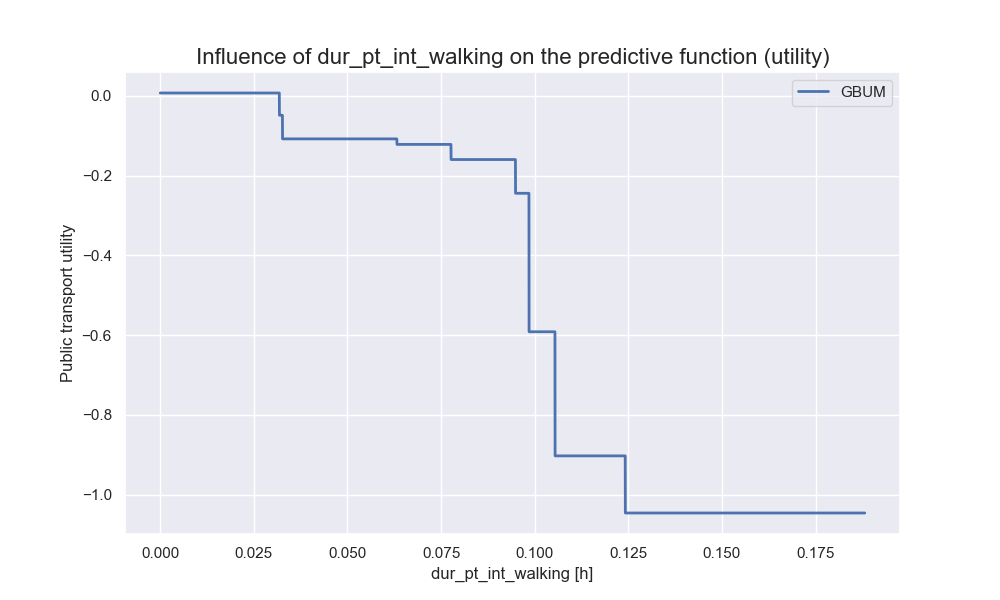 Influence of dur_pt_int_walking on the predictive function (utility)
GBUM
0.0
−0.2
−0.4
−0.6
−0.8
−1.0
Public transport utility
0.000 0.025 0.050 0.075 0.100 0.125 0.150 0.175
dur_pt_int_walking [h]